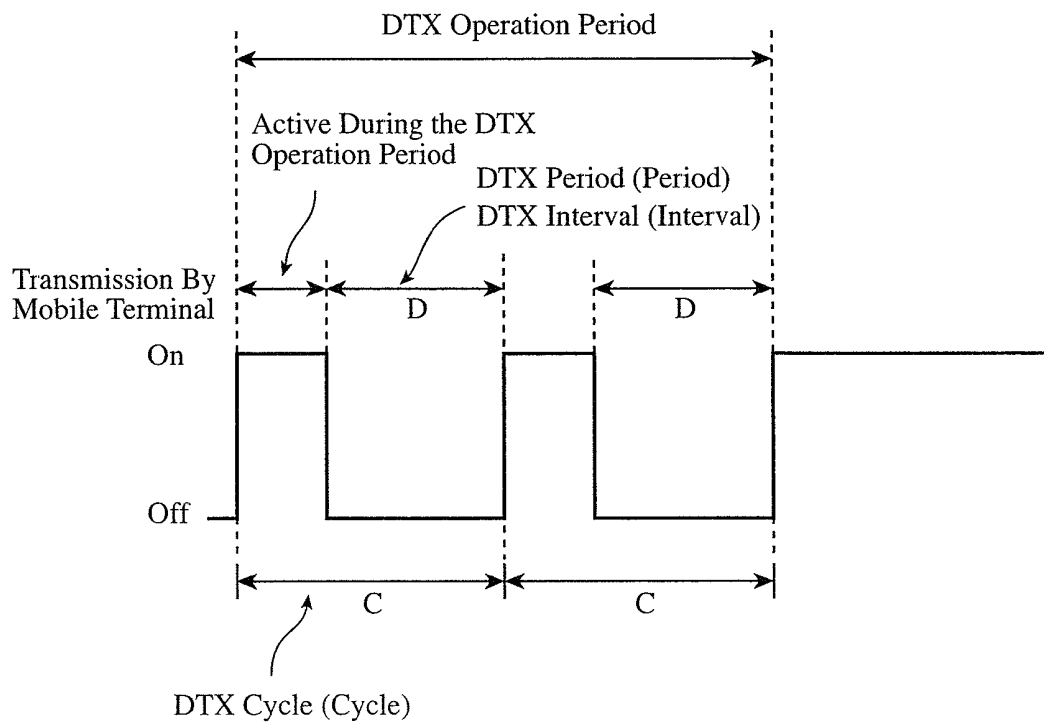 DTX Operation Period
Active During the DTX
Operation Period
DTX Period (Period)
DTX Interval (Interval)
Transmission By
Mobile Terminal
D
D
On
Off
C
C
DTX Cycle (Cycle)